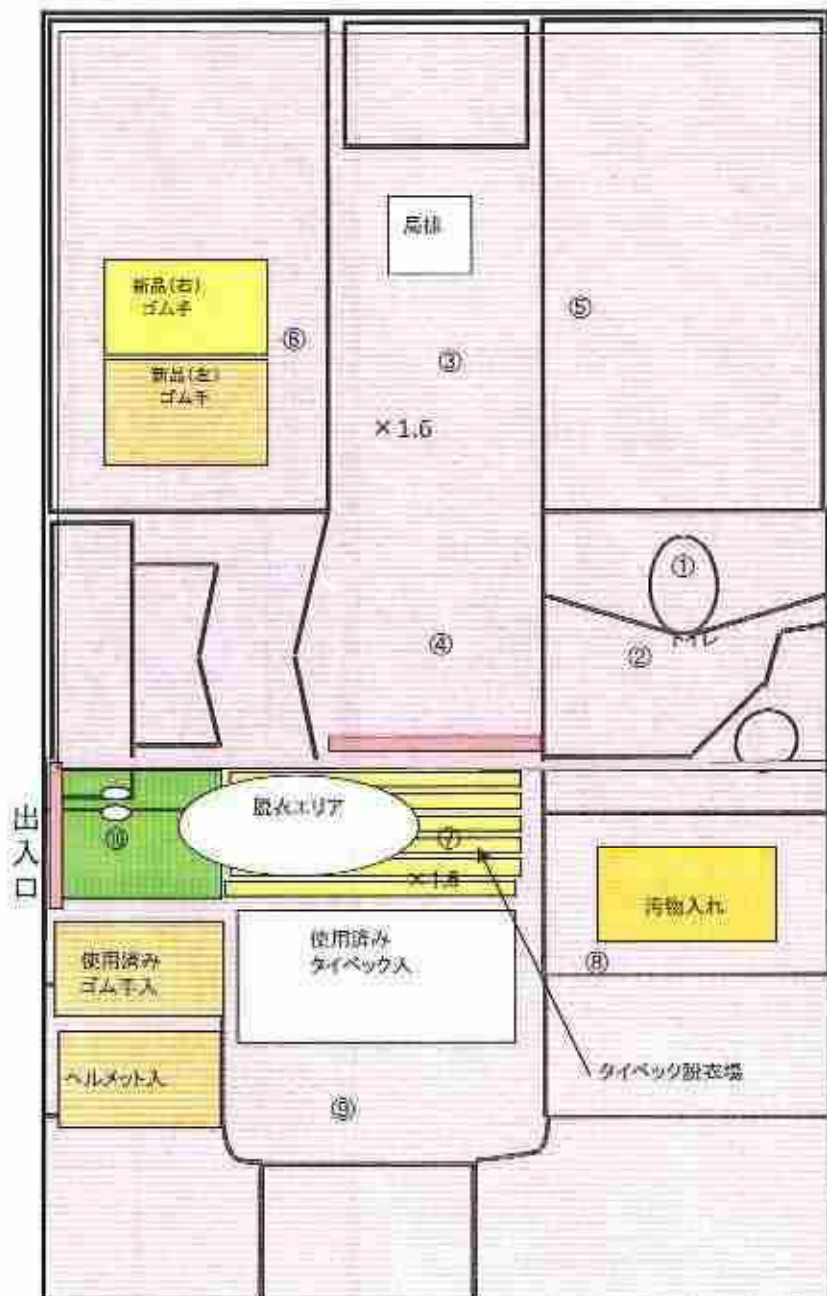 局排
新品(右)
ゴム手
⑤
⑥
③
新品(左)
ゴム手
×1.6
①
トイレ
②
④
出入口
脱衣エリア
⑩
⑦
×1.6
汚物入れ
使用済み
タイベック入
使用済み
ゴム手入
⑧
タイベック脱衣場
ヘルメット入
⑨